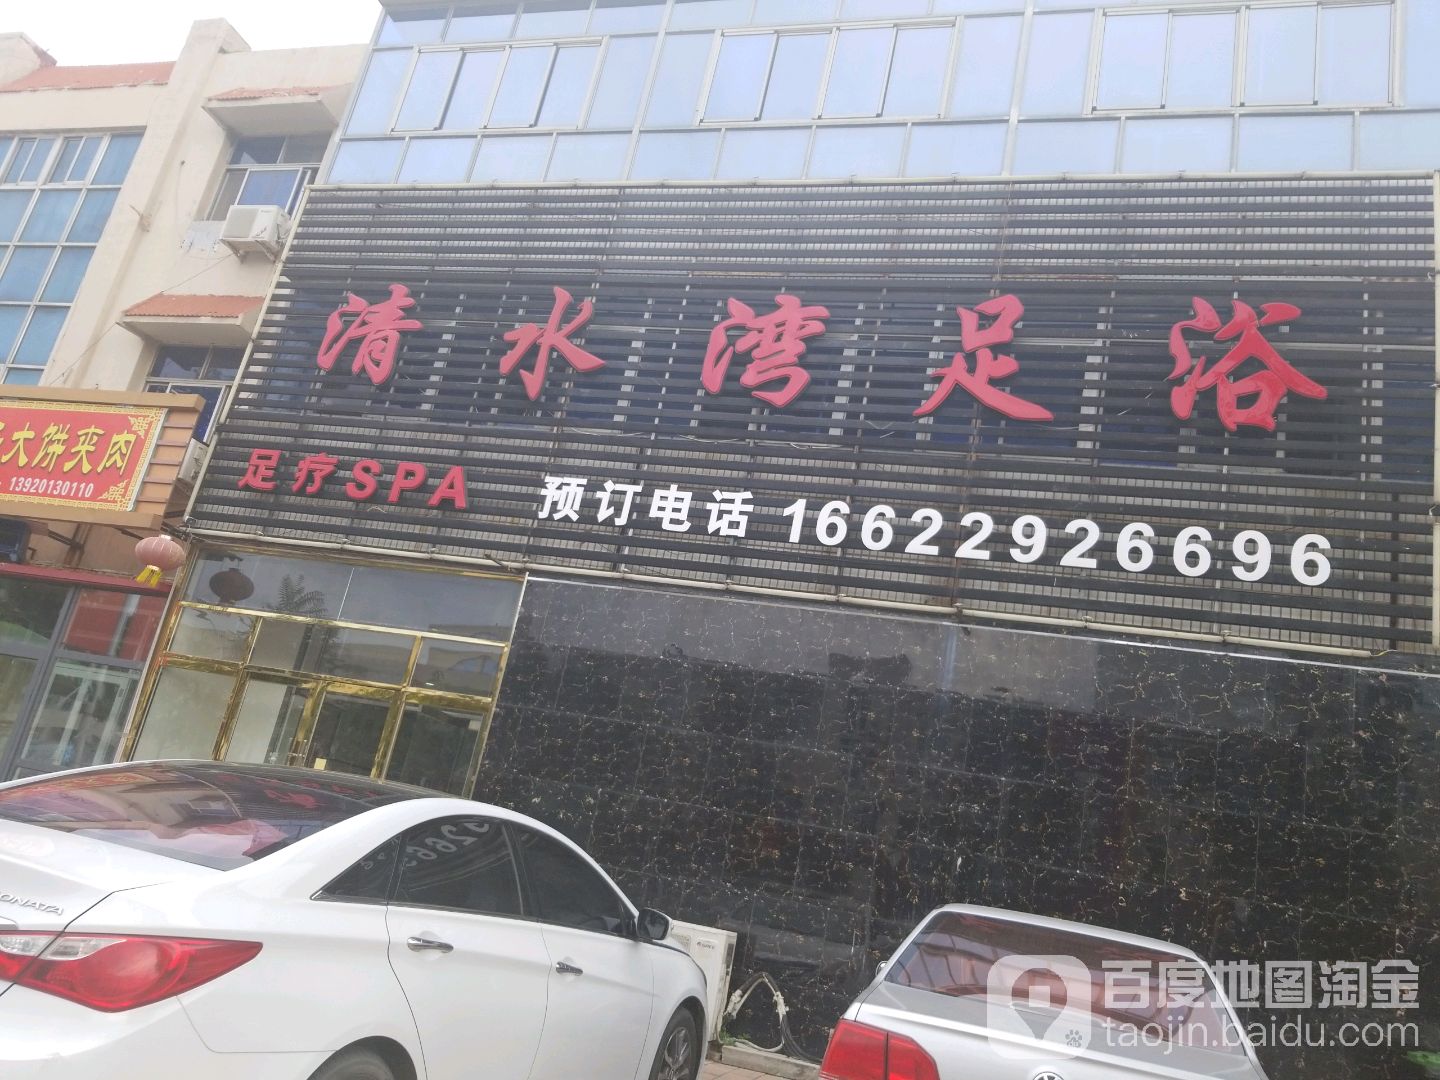 清水湾足浴
足疗SPA
预订电话 16622926696
大饼夹肉
13920130110
SONATA
百度地图淘金
taojin.baidu.com